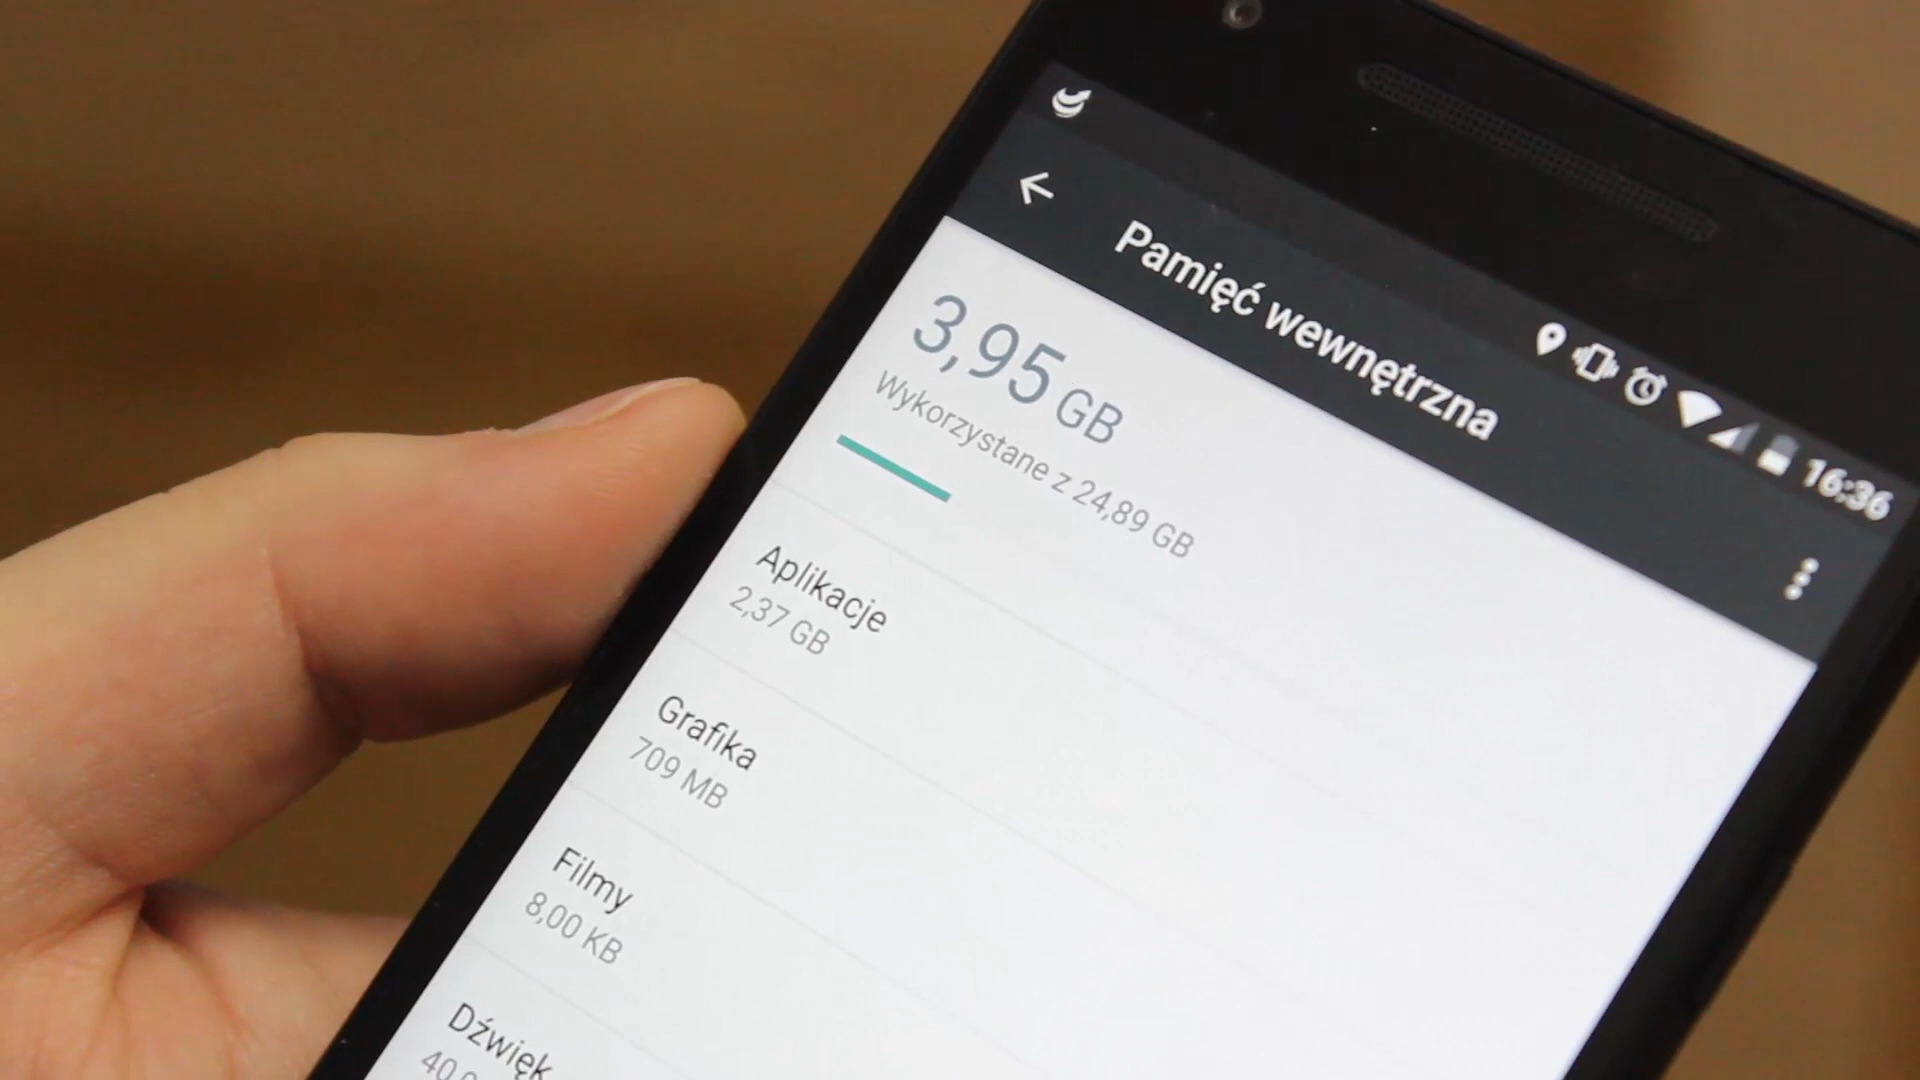 16:36
Pamięć wewnętrzna
3,95 GB
Wykorzystane z 24,89 GB
Aplikacje
2,37 GB
Grafika
709 MB
Filmy
8,00 KB
Dźwięk